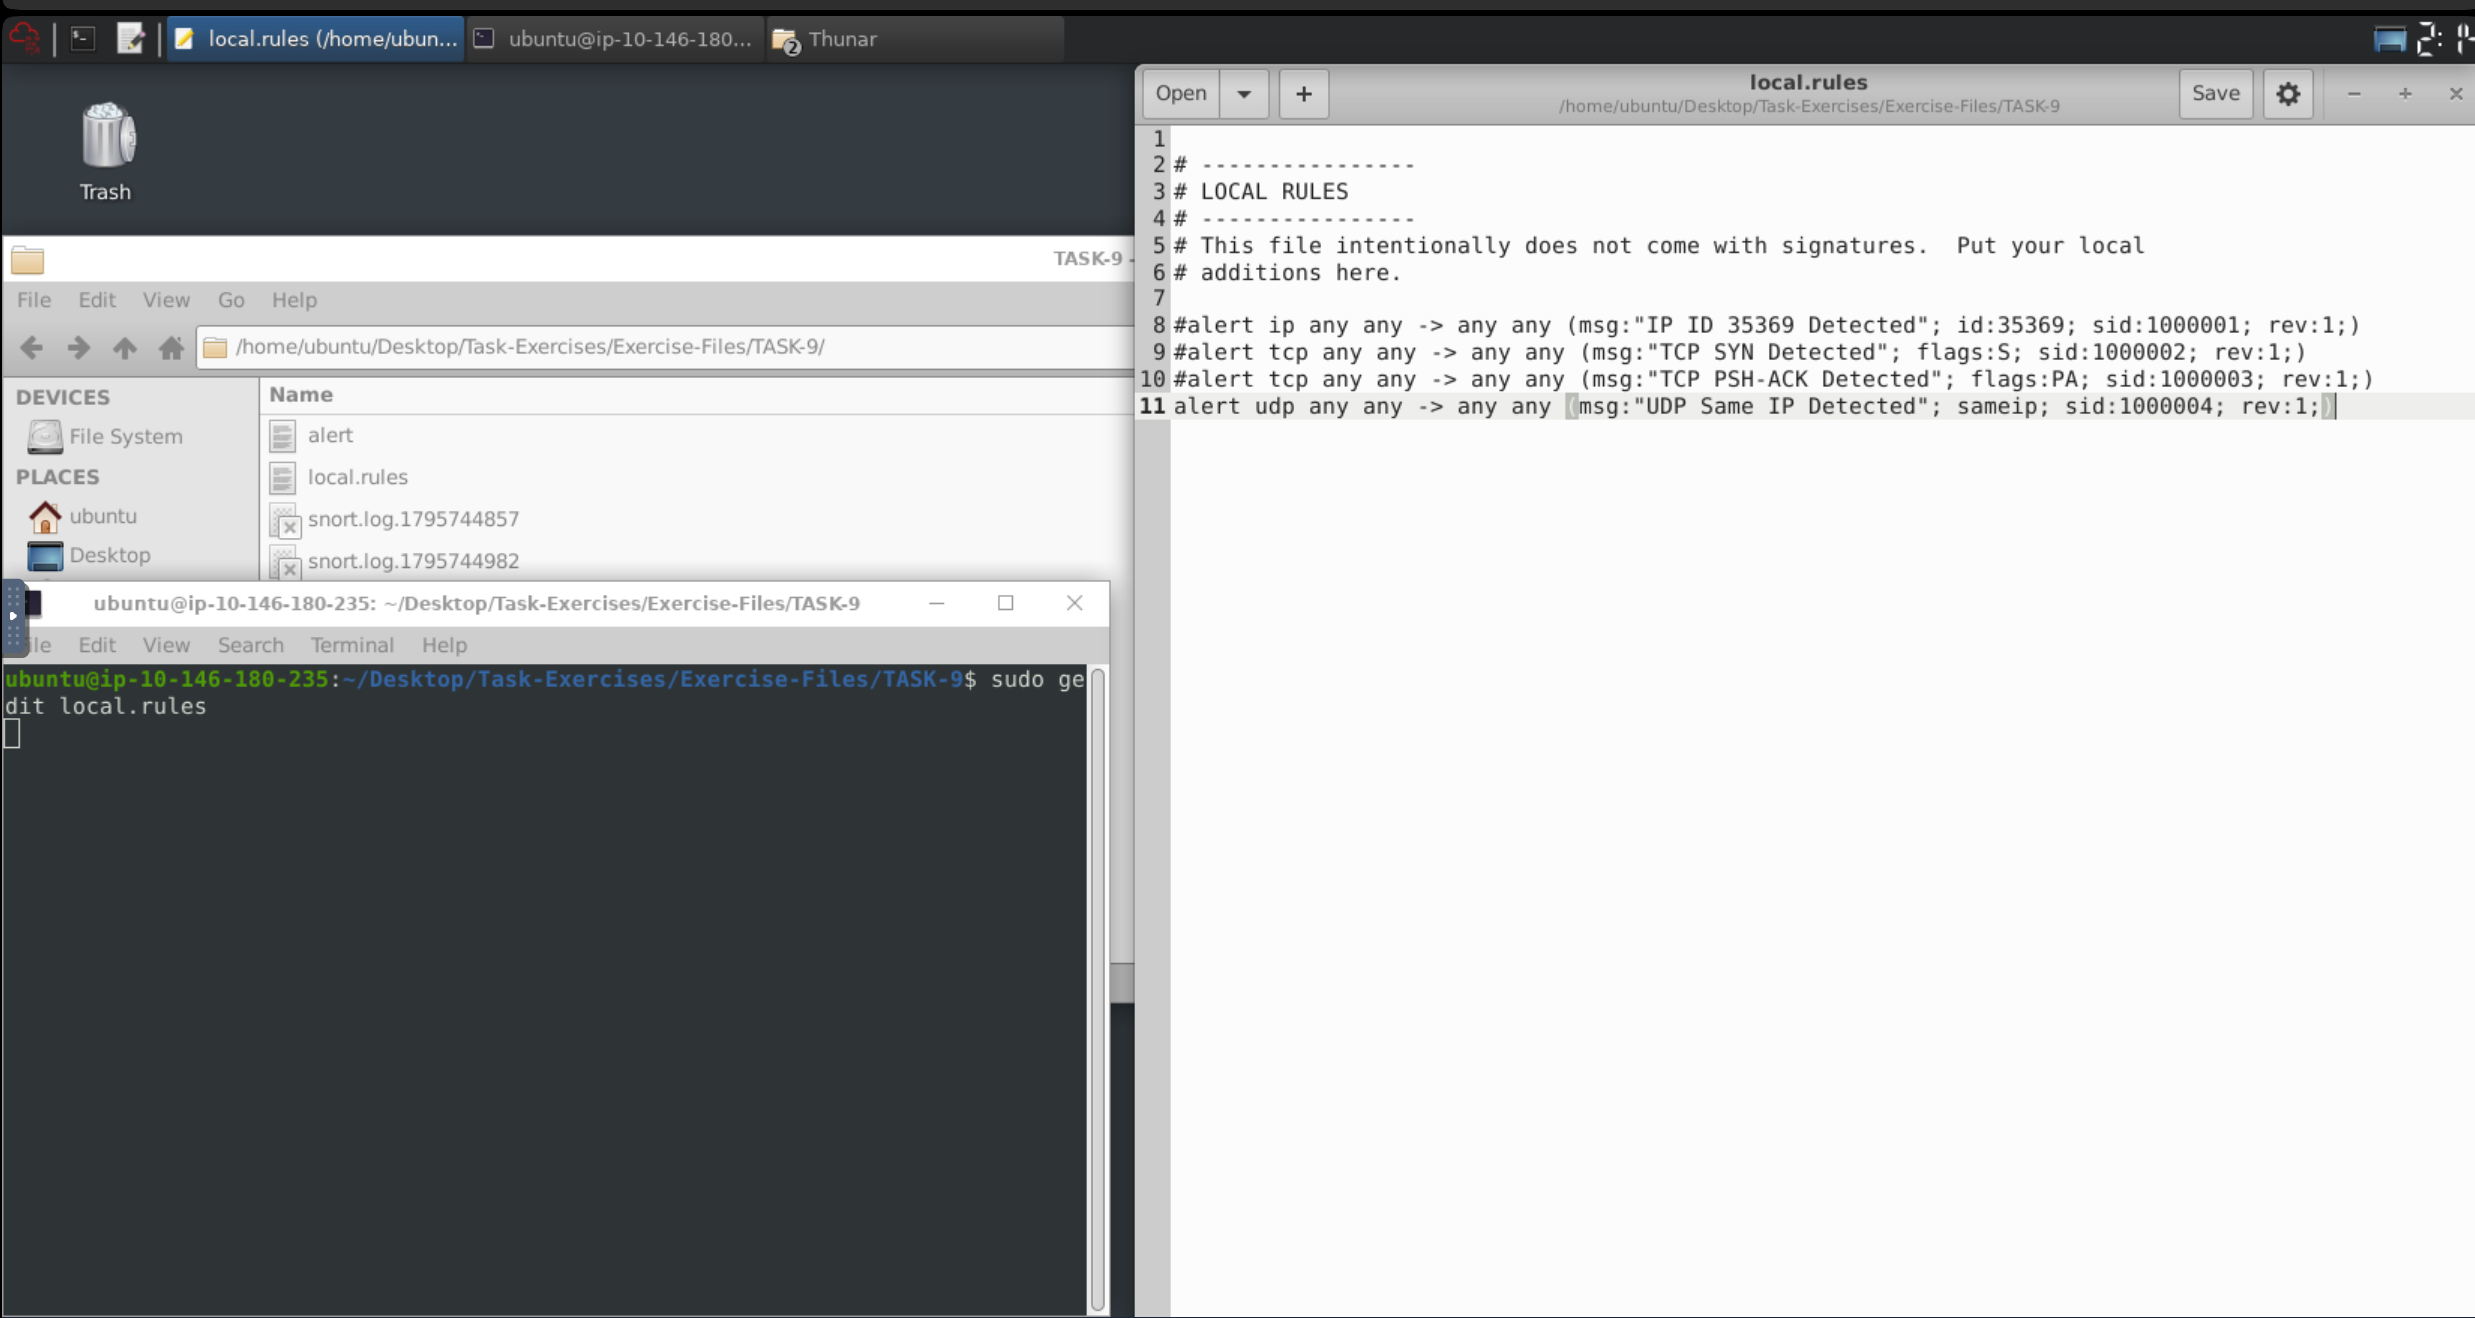 local.rules (/home/ubun...
ubuntu@ip-10-146-180...
2 Thunar
Trash
TASK-9 -
File Edit View Go Help
/home/ubuntu/Desktop/Task-Exercises/Exercise-Files/TASK-9/
DEVICES
File System
PLACES
ubuntu
Desktop
Name
alert
local.rules
snort.log.1795744857
snort.log.1795744982
ubuntu@ip-10-146-180-235: ~/Desktop/Task-Exercises/Exercise-Files/TASK-9
ile Edit View Search Terminal Help
ubuntu@ip-10-146-180-235:~/Desktop/Task-Exercises/Exercise-Files/TASK-9$ sudo ge
dit local.rules
Open + local.rules Save
/home/ubuntu/Desktop/Task-Exercises/Exercise-Files/TASK-9
1
2 # ----------------
3 # LOCAL RULES
4 # ----------------
5 # This file intentionally does not come with signatures.  Put your local
6 # additions here.
7
8 #alert ip any any -> any any (msg:"IP ID 35369 Detected"; id:35369; sid:1000001; rev:1;)
9 #alert tcp any any -> any any (msg:"TCP SYN Detected"; flags:S; sid:1000002; rev:1;)
10 #alert tcp any any -> any any (msg:"TCP PSH-ACK Detected"; flags:PA; sid:1000003; rev:1;)
11 alert udp any any -> any any (msg:"UDP Same IP Detected"; sameip; sid:1000004; rev:1;)